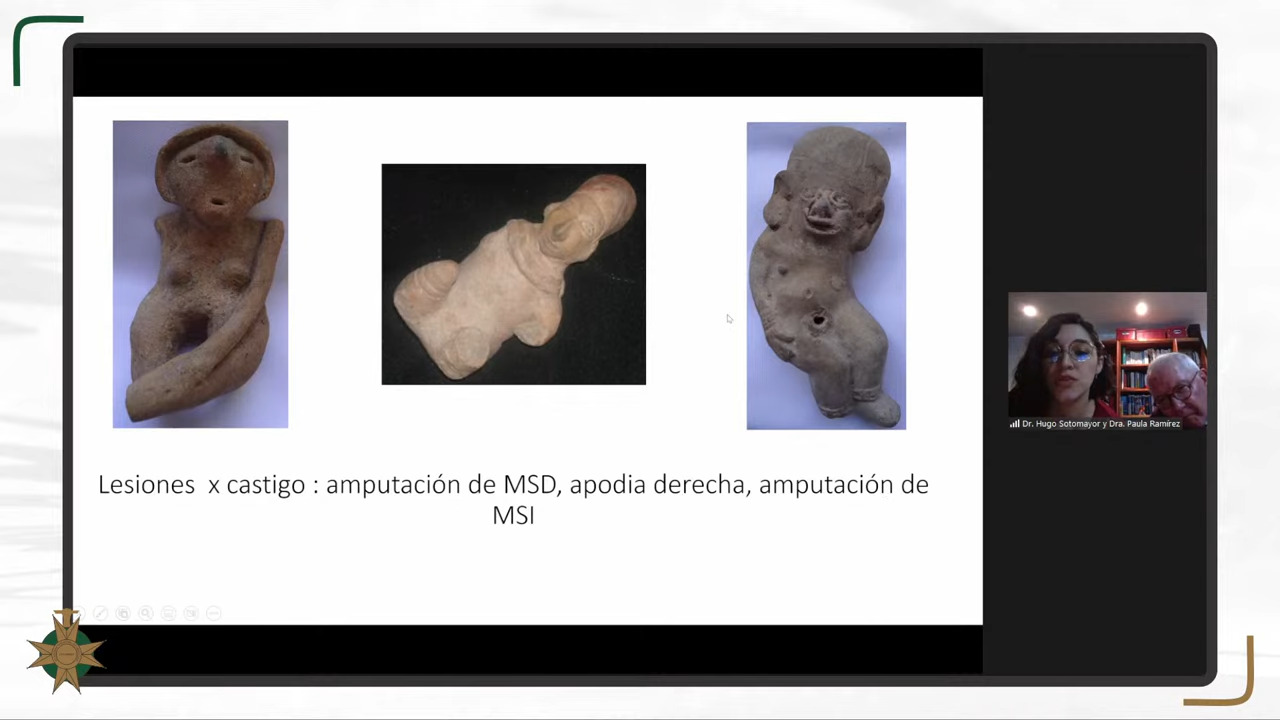 Lesiones  x castigo : amputación de MSD, apodia derecha, amputación de
MSI
Dr. Hugo Sotomayor y Dra. Paula Ramírez